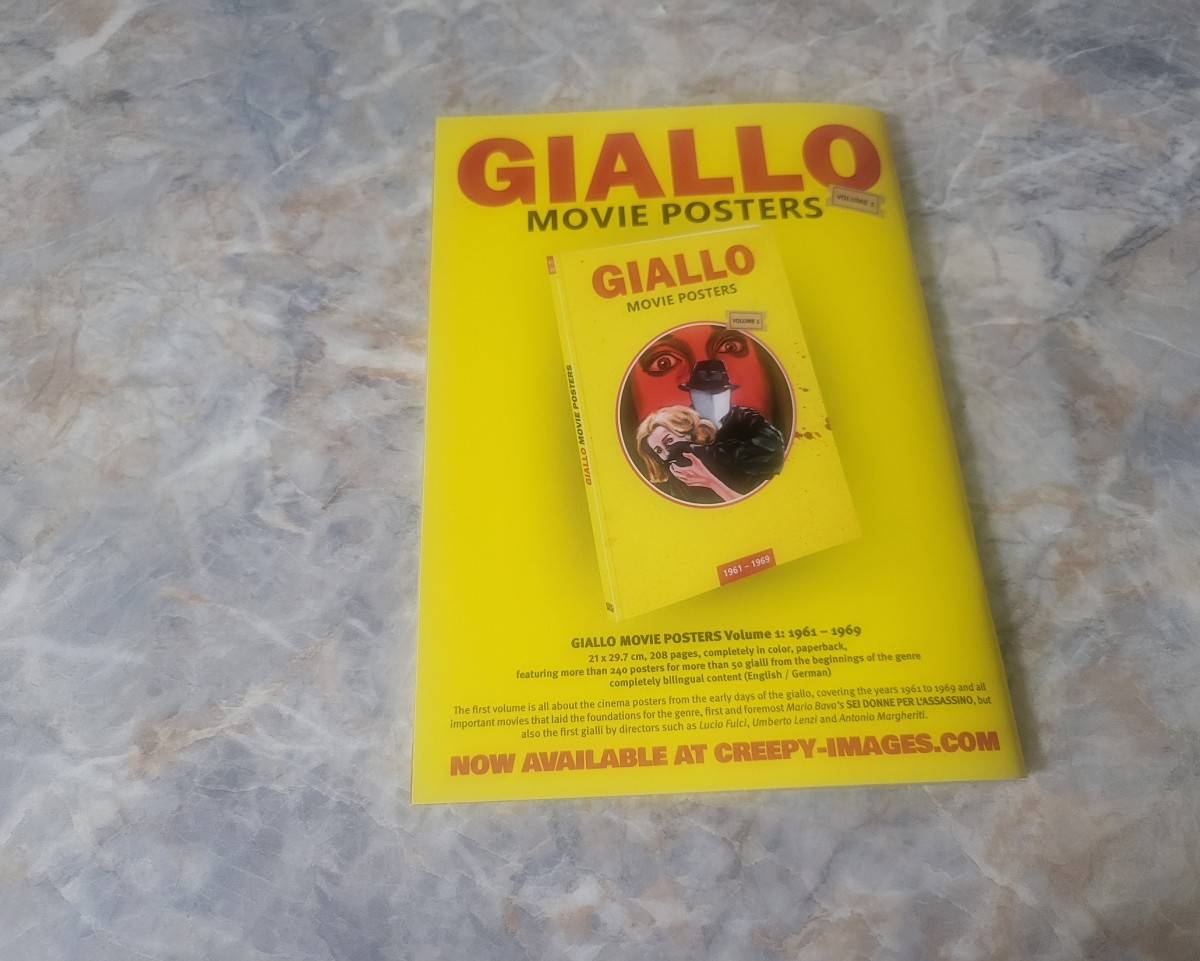 GIALLO
MOVIE POSTERS
VOLUME 1
GIALLO
MOVIE POSTERS
VOLUME 1
GIALLO MOVIE POSTERS
1961 – 1969
GIALLO MOVIE POSTERS Volume 1: 1961 – 1969
21 x 29.7 cm, 208 pages, completely in color, paperback,
featuring more than 240 posters for more than 50 gialli from the beginnings of the genre
completely bilingual content (English / German)
The first volume is all about the cinema posters from the early days of the giallo, covering the years 1961 to 1969 and all
important movies that laid the foundations for the genre, first and foremost Mario Bava's SEI DONNE PER L'ASSASSINO, but
also the first gialli by directors such as Lucio Fulci, Umberto Lenzi and Antonio Margheriti.
NOW AVAILABLE AT CREEPY-IMAGES.COM